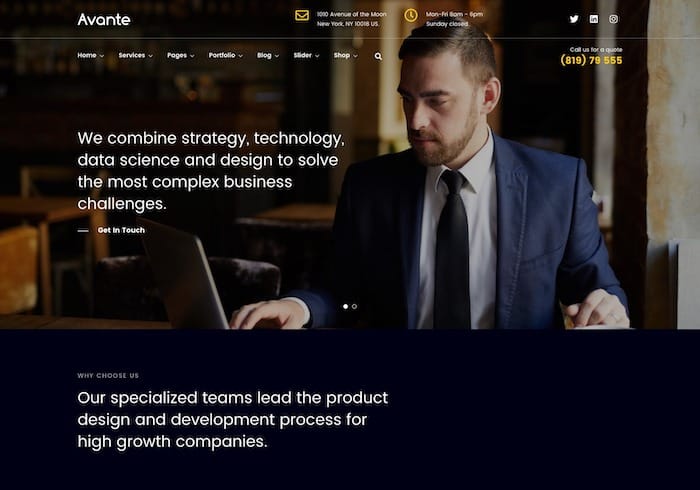 Avante
1010 Avenue of the Moon
New York, NY 10018 US.
Mon-Fri 8am - 6pm
Sunday closed
Home
Services
Pages
Portfolio
Blog
Slider
Shop
Call us for a quote
(819) 79 555
We combine strategy, technology,
data science and design to solve
the most complex business
challenges.
Get In Touch
WHY CHOOSE US
Our specialized teams lead the product
design and development process for
high growth companies.